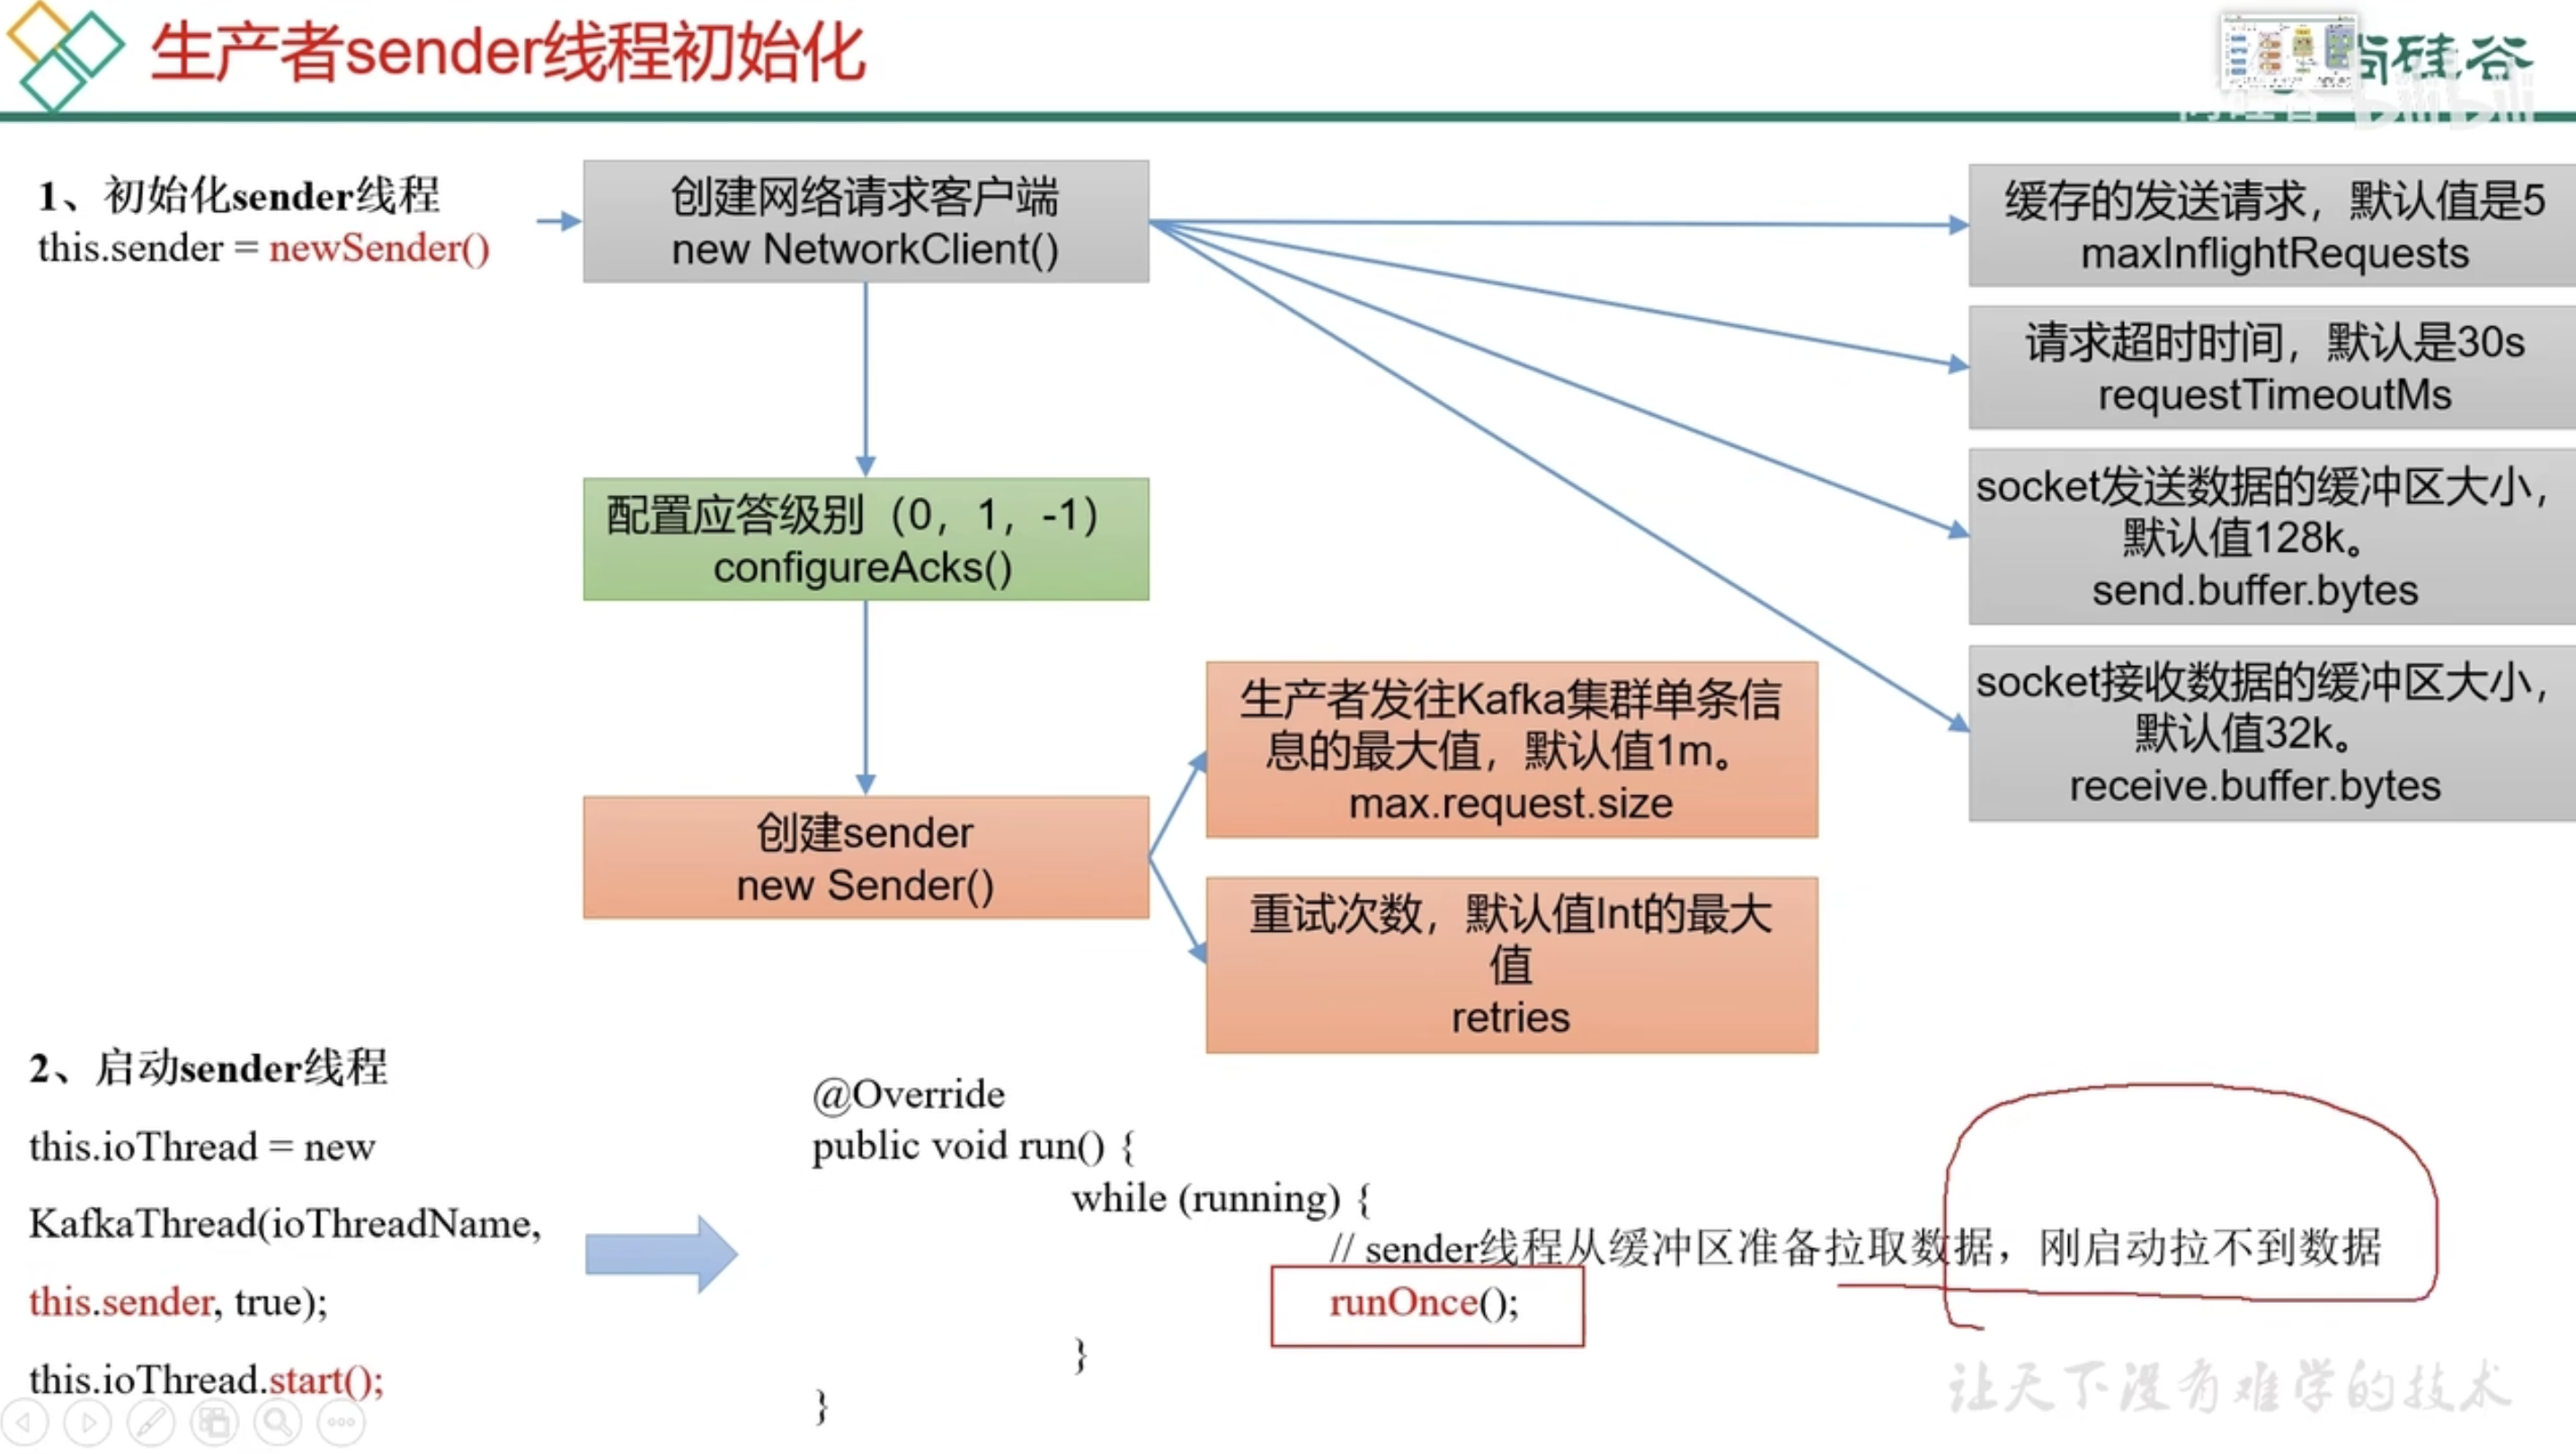 生产者sender线程初始化
尚硅谷
bilibili
1、初始化sender线程
this.sender = newSender()
创建网络请求客户端
new NetworkClient()
缓存的发送请求，默认值是5
maxInflightRequests
请求超时时间，默认是30s
requestTimeoutMs
socket发送数据的缓冲区大小，
默认值128k。
send.buffer.bytes
socket接收数据的缓冲区大小，
默认值32k。
receive.buffer.bytes
配置应答级别（0，1，-1）
configureAcks()
创建sender
new Sender()
生产者发往Kafka集群单条信
息的最大值，默认值1m。
max.request.size
重试次数，默认值Int的最大
值
retries
2、启动sender线程
this.ioThread = new
KafkaThread(ioThreadName,
this.sender, true);
this.ioThread.start();
@Override
public void run() {
while (running) {
// sender线程从缓冲区准备拉取数据，刚启动拉不到数据
runOnce();
}
}
让天下没有难学的技术